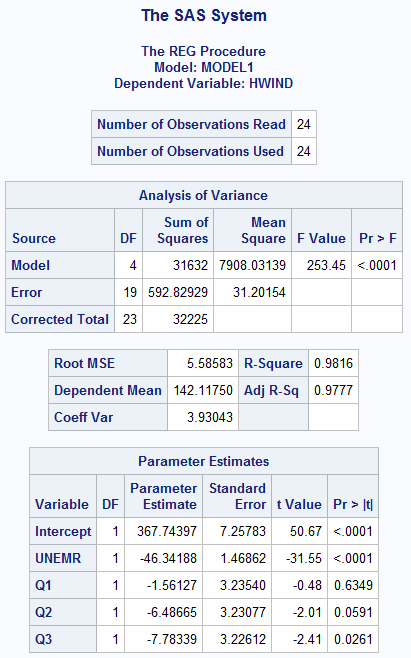 The SAS System
The REG Procedure
Model: MODEL1
Dependent Variable: HWIND
Number of Observations Read 24
Number of Observations Used 24
Analysis of Variance
Source DF Sum of Squares Mean Square F Value Pr > F
Model 4 31632 7908.03139 253.45 <.0001
Error 19 592.82929 31.20154
Corrected Total 23 32225
Root MSE 5.58583 R-Square 0.9816
Dependent Mean 142.11750 Adj R-Sq 0.9777
Coeff Var 3.93043
Parameter Estimates
Variable DF Parameter Estimate Standard Error t Value Pr > |t|
Intercept 1 367.74397 7.25783 50.67 <.0001
UNEMR 1 -46.34188 1.46862 -31.55 <.0001
Q1 1 -1.56127 3.23540 -0.48 0.6349
Q2 1 -6.48665 3.23077 -2.01 0.0591
Q3 1 -7.78339 3.22612 -2.41 0.0261